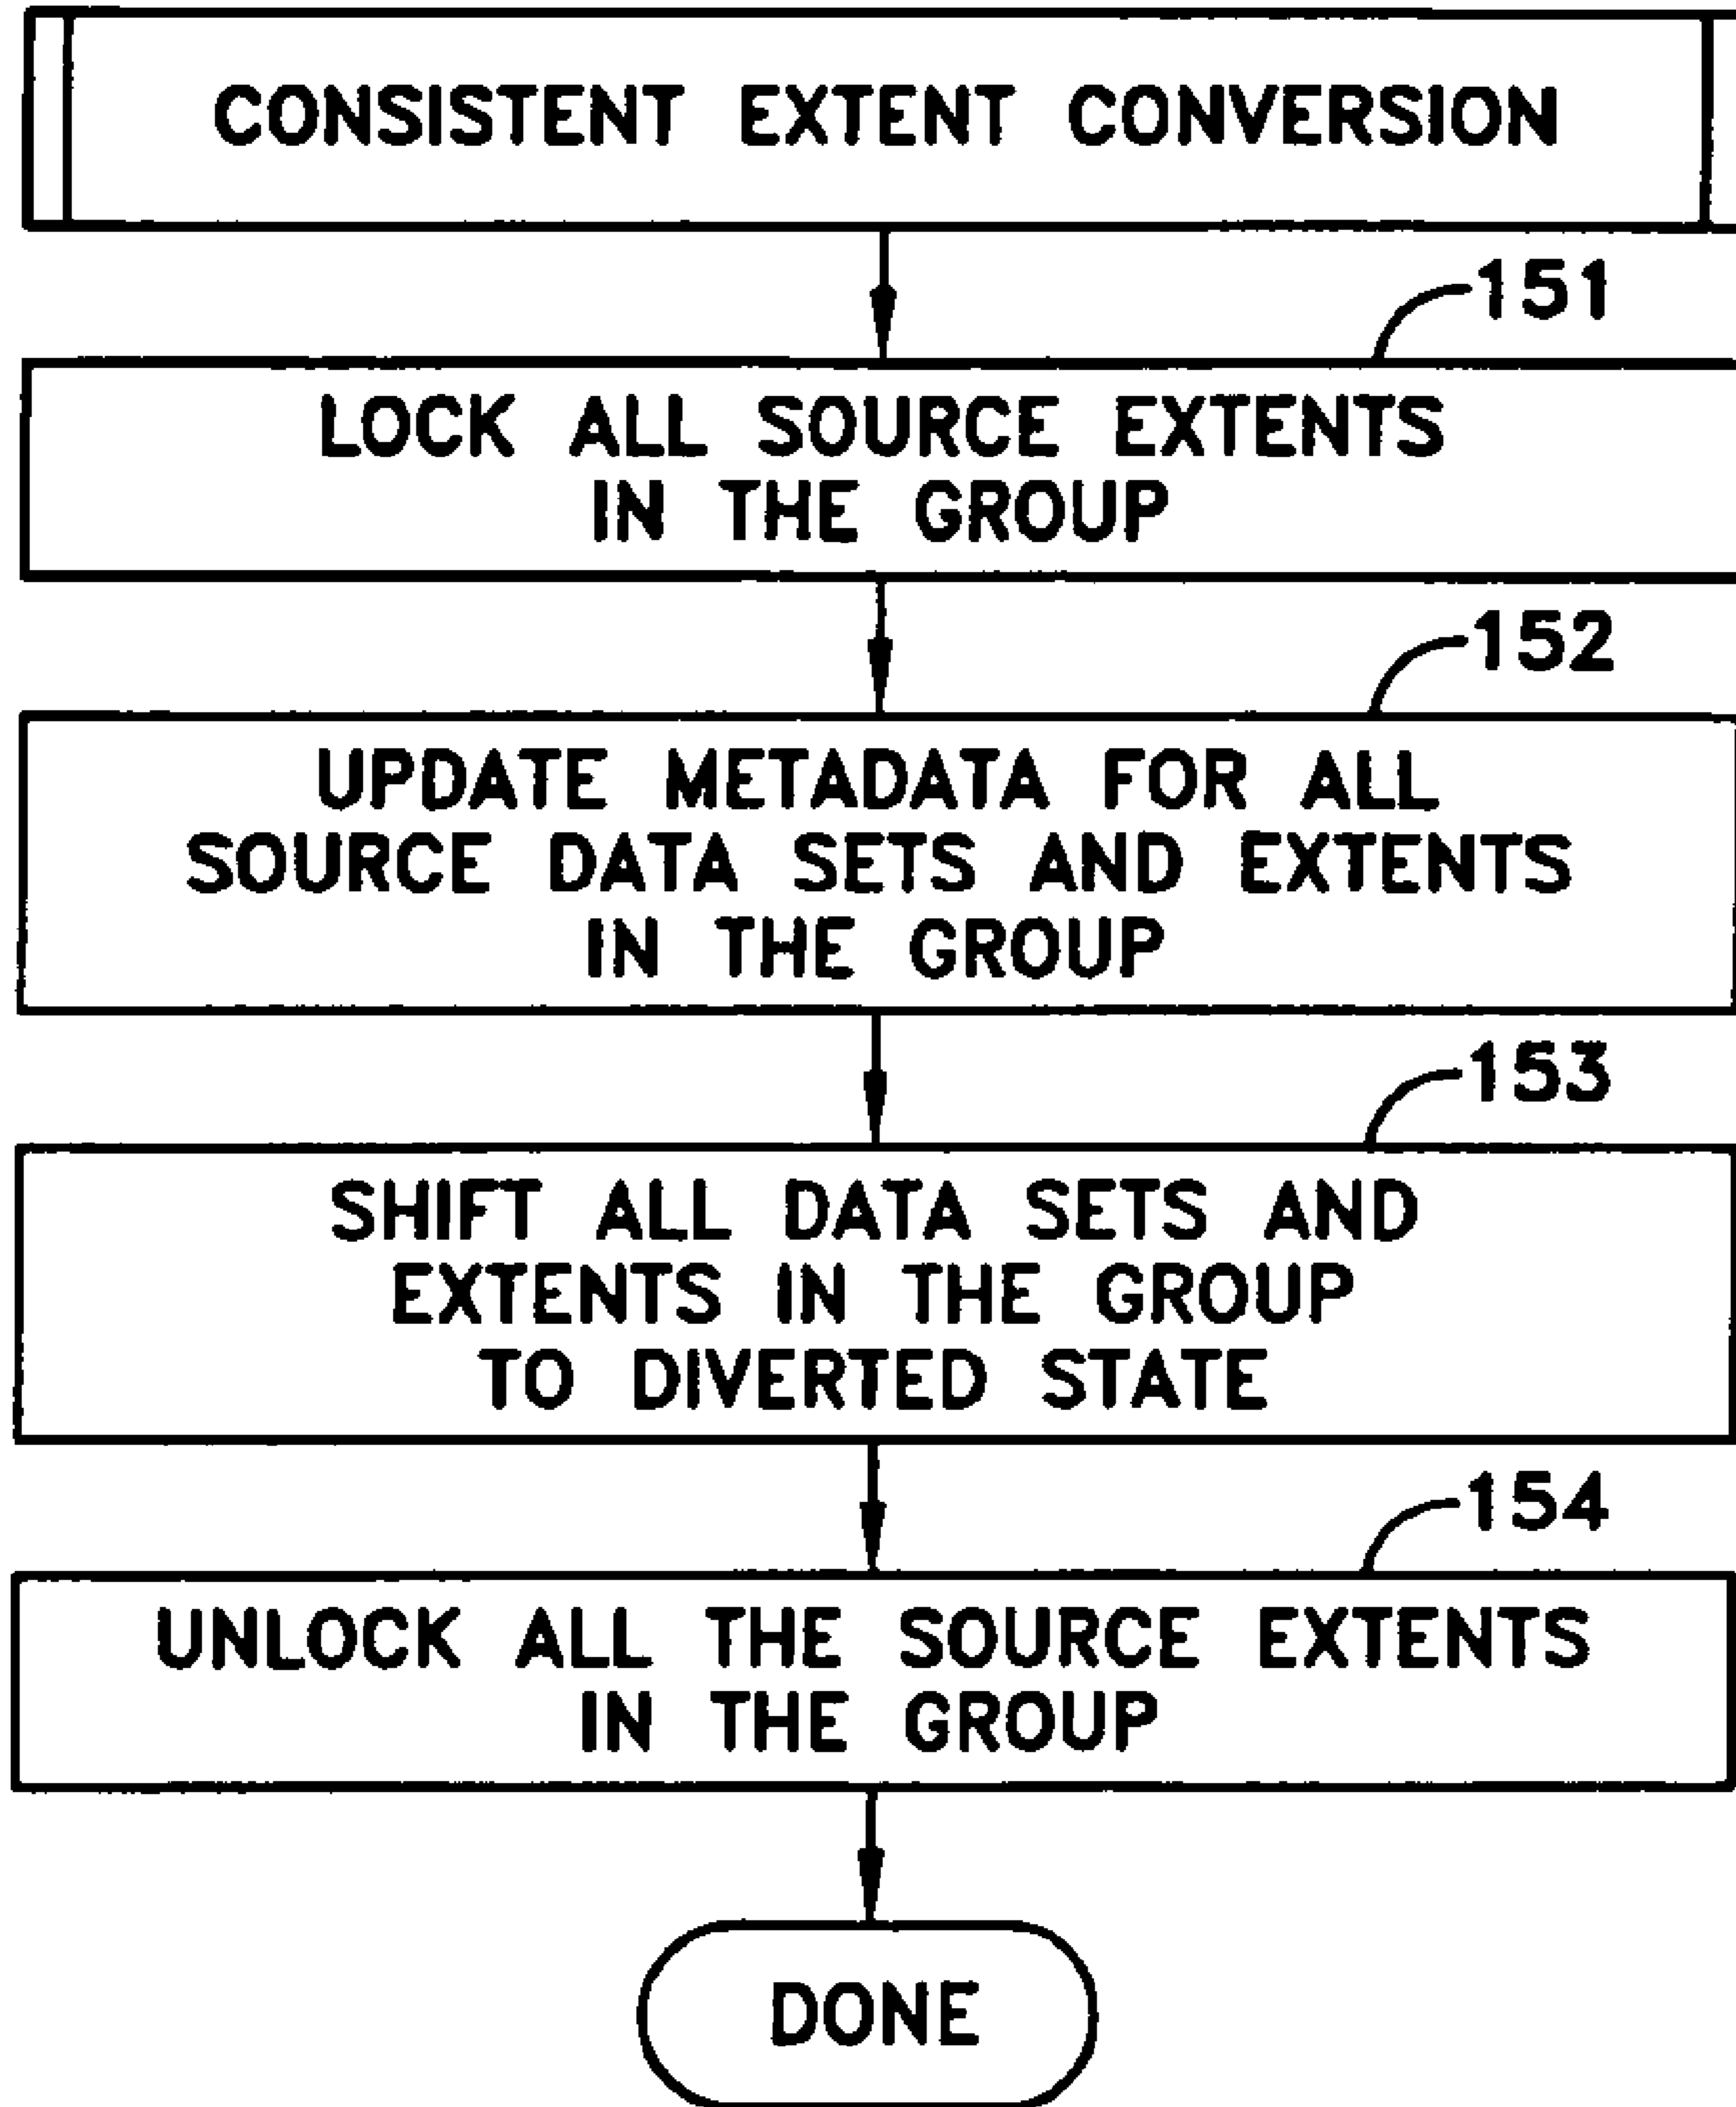 CONSISTENT EXTENT CONVERSION
151
LOCK ALL SOURCE EXTENTS
IN THE GROUP
152
UPDATE METADATA FOR ALL
SOURCE DATA SETS AND EXTENTS
IN THE GROUP
153
SHIFT ALL DATA SETS AND
EXTENTS IN THE GROUP
TO DIVERTED STATE
154
UNLOCK ALL THE SOURCE EXTENTS
IN THE GROUP
DONE